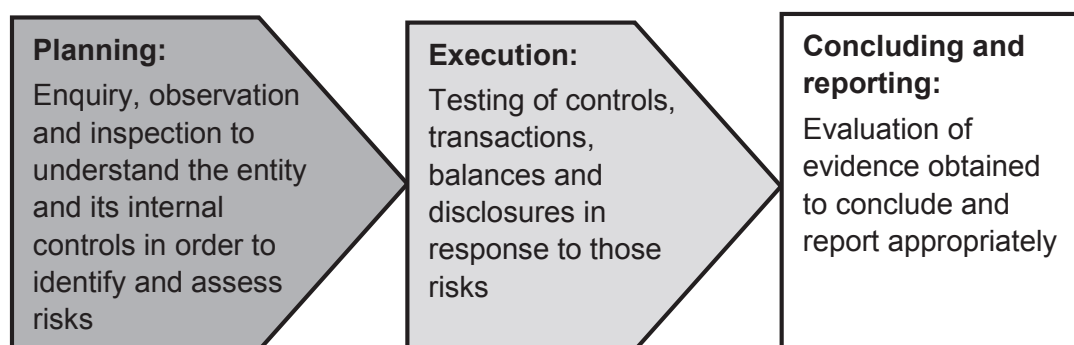 Planning:
Enquiry, observation
and inspection to
understand the entity
and its internal
controls in order to
identify and assess
risks
Execution:
Testing of controls,
transactions,
balances and
disclosures in
response to those
risks
Concluding and
reporting:
Evaluation of
evidence obtained
to conclude and
report appropriately